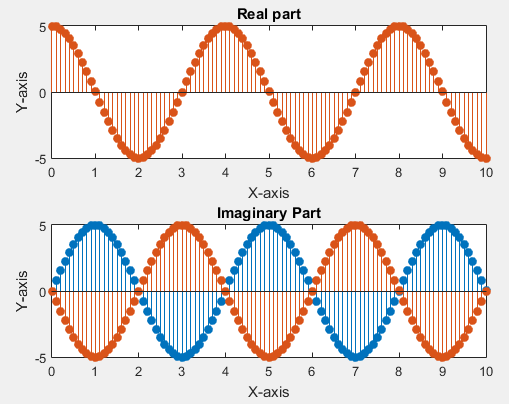 Real part
5
0
-5
Y-axis
0 1 2 3 4 5 6 7 8 9 10
X-axis
Imaginary Part
5
0
-5
Y-axis
0 1 2 3 4 5 6 7 8 9 10
X-axis